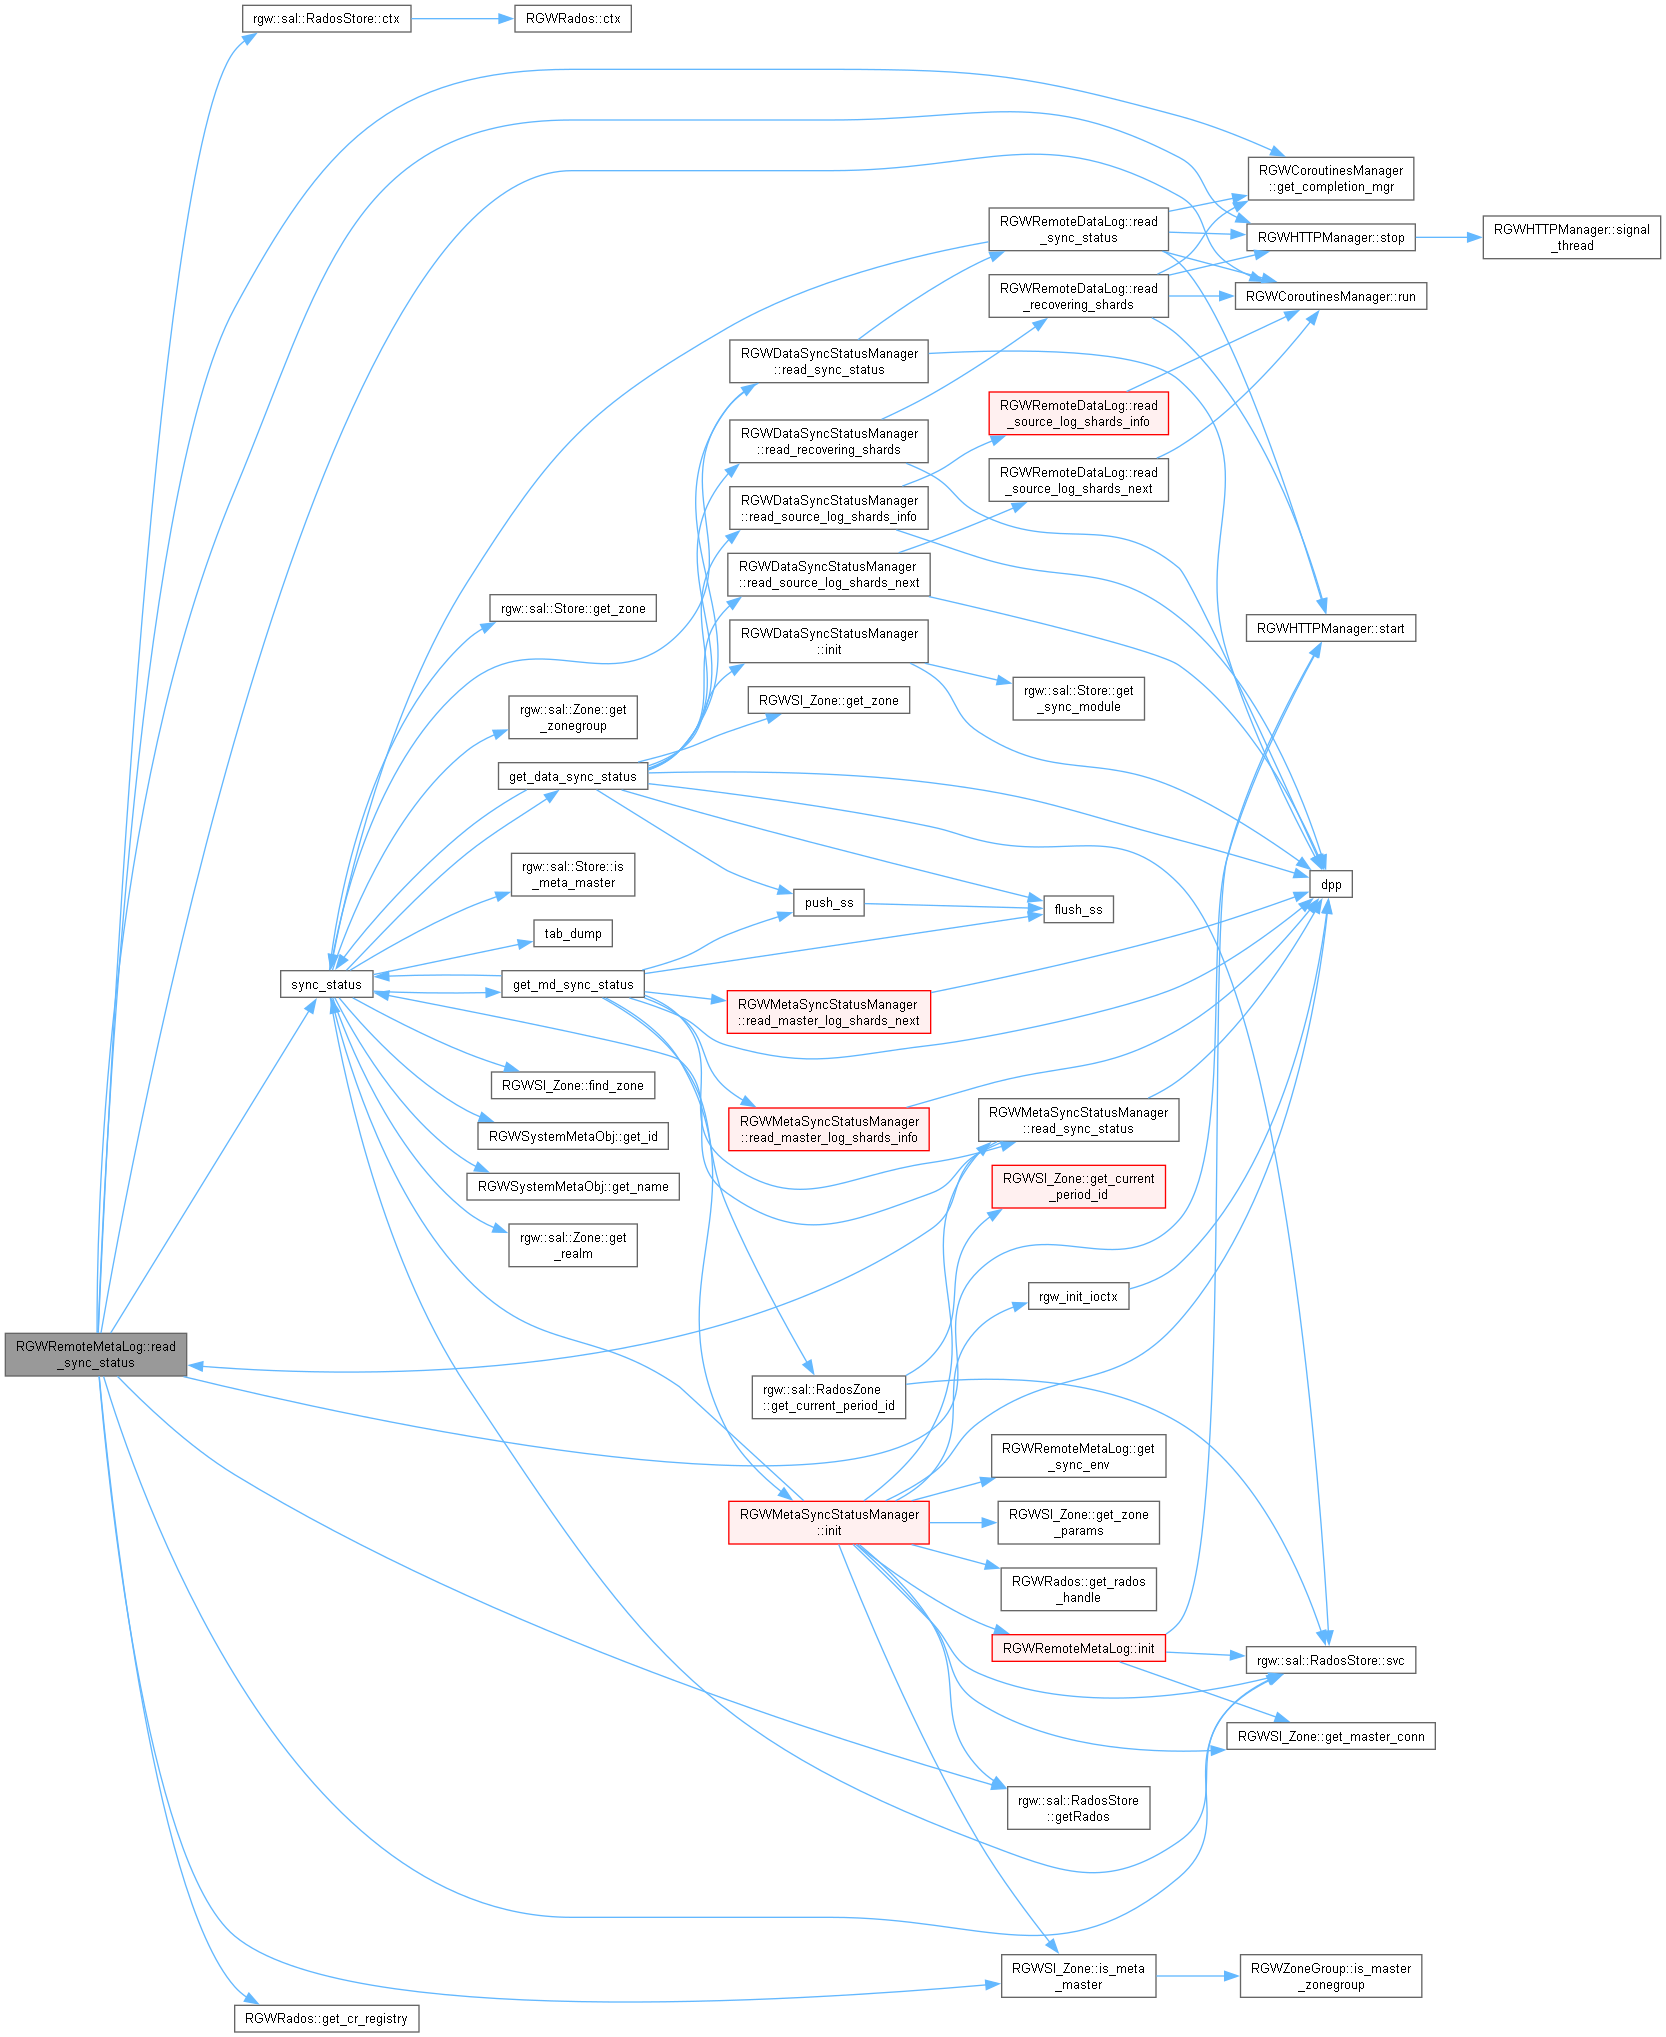 rgw::sal::RadosStore::ctx
RGWRados::ctx
RGWCoroutinesManager
::get_completion_mgr
RGWRemoteDataLog::read
_sync_status
RGWHTTPManager::stop
RGWHTTPManager::signal
_thread
RGWRemoteDataLog::read
_recovering_shards
RGWCoroutinesManager::run
RGWDataSyncStatusManager
::read_sync_status
RGWRemoteDataLog::read
_source_log_shards_info
RGWDataSyncStatusManager
::read_recovering_shards
RGWRemoteDataLog::read
_source_log_shards_next
RGWDataSyncStatusManager
::read_source_log_shards_info
RGWDataSyncStatusManager
::read_source_log_shards_next
rgw::sal::Store::get_zone
RGWHTTPManager::start
RGWDataSyncStatusManager
::init
rgw::sal::Store::get
_sync_module
RGWSI_Zone::get_zone
rgw::sal::Zone::get
_zonegroup
get_data_sync_status
rgw::sal::Store::is
_meta_master
dpp
push_ss
flush_ss
tab_dump
sync_status
get_md_sync_status
RGWMetaSyncStatusManager
::read_master_log_shards_next
RGWSI_Zone::find_zone
RGWSystemMetaObj::get_id
RGWMetaSyncStatusManager
::read_master_log_shards_info
RGWMetaSyncStatusManager
::read_sync_status
RGWSystemMetaObj::get_name
RGWSI_Zone::get_current
_period_id
rgw::sal::Zone::get
_realm
rgw_init_ioctx
RGWRemoteMetaLog::read
_sync_status
rgw::sal::RadosZone
::get_current_period_id
RGWRemoteMetaLog::get
_sync_env
RGWMetaSyncStatusManager
::init
RGWSI_Zone::get_zone
_params
RGWRados::get_rados
_handle
RGWRemoteMetaLog::init
rgw::sal::RadosStore::svc
RGWSI_Zone::get_master_conn
rgw::sal::RadosStore
::getRados
RGWSI_Zone::is_meta
_master
RGWZoneGroup::is_master
_zonegroup
RGWRados::get_cr_registry